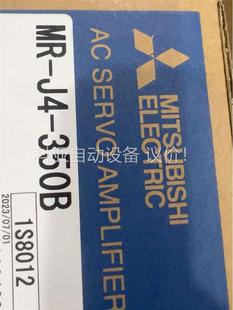 MITSUBISHI
ELECTRIC
AC SERVO AMPLIFIER
MR-J4-350B
1S8012
2023/07/01
自动设备 议价!